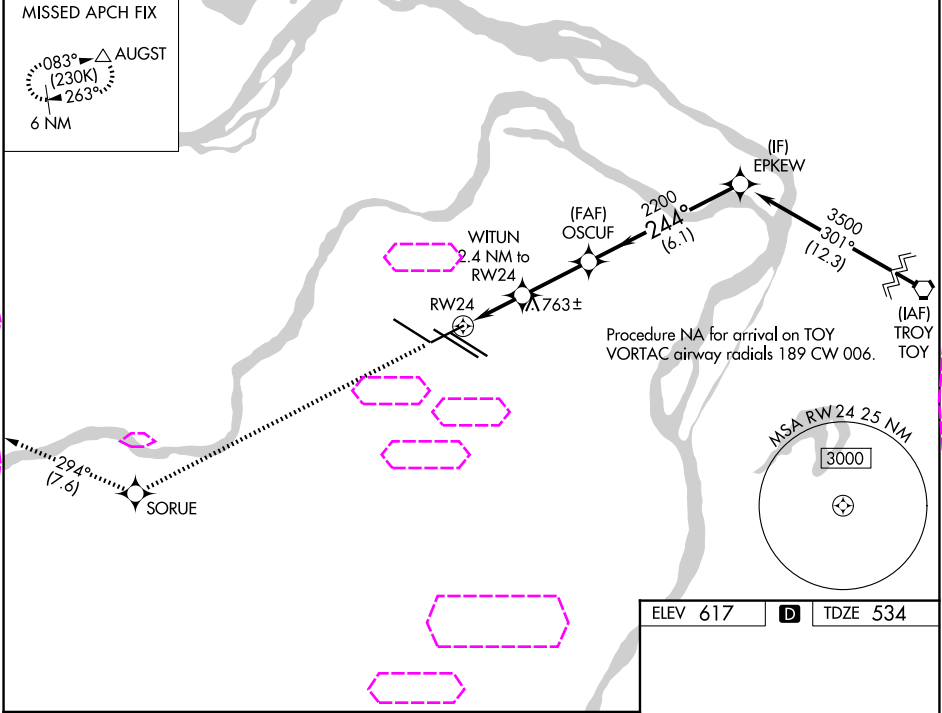 MISSED APCH FIX
083°
AUGST
(230K)
263°
6 NM
(IF)
EPKEW
2200
244°
(6.1)
(FAF)
OSCUF
3500
301°
(12.3)
WITUN
2.4 NM to
RW24
RW24
763±
(IAF)
TROY
TOY
Procedure NA for arrival on TOY
VORTAC airway radials 189 CW 006.
MSA RW24 25 NM
3000
294°
(7.6)
SORUE
ELEV 617 D TDZE 534